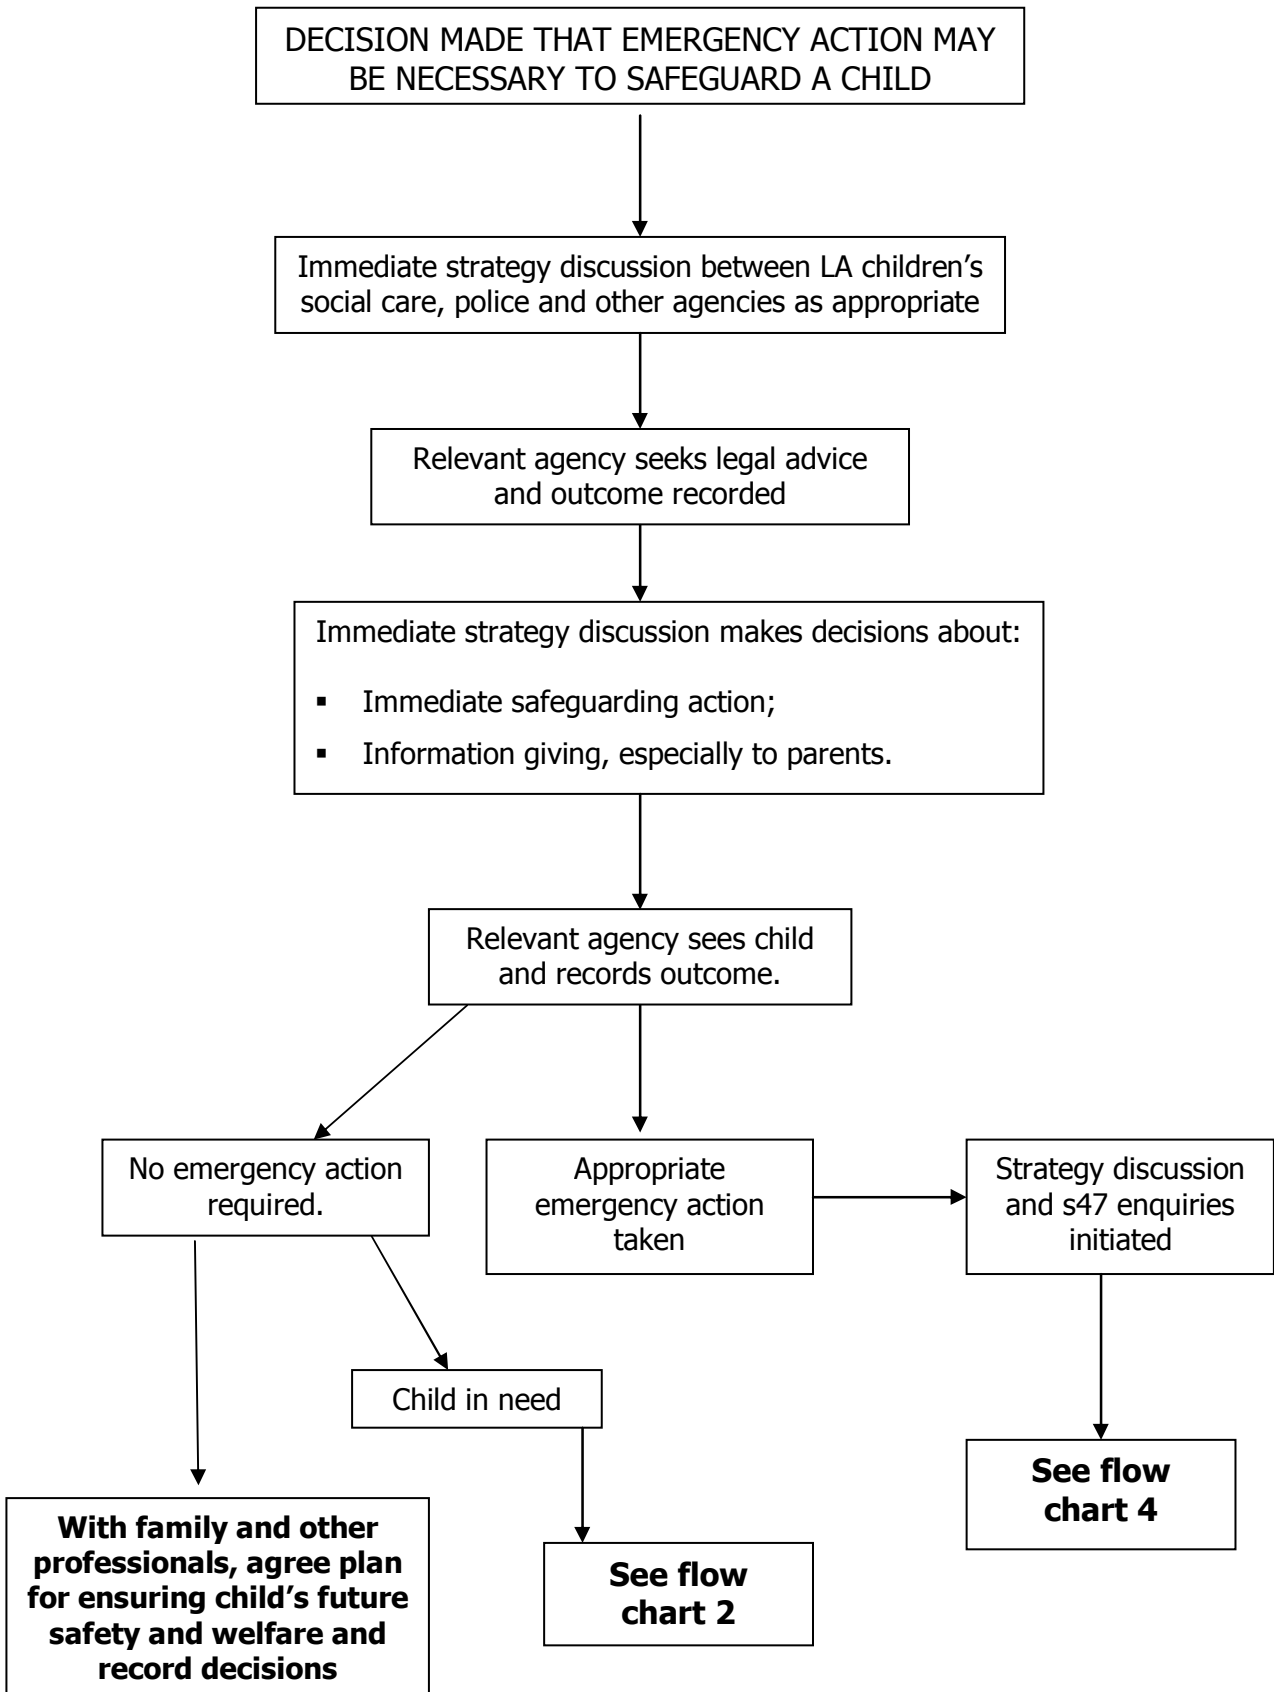 DECISION MADE THAT EMERGENCY ACTION MAY
BE NECESSARY TO SAFEGUARD A CHILD
Immediate strategy discussion between LA children’s
social care, police and other agencies as appropriate
Relevant agency seeks legal advice
and outcome recorded
Immediate strategy discussion makes decisions about:
▪ Immediate safeguarding action;
▪ Information giving, especially to parents.
Relevant agency sees child
and records outcome.
No emergency action
required.
Appropriate
emergency action
taken
Strategy discussion
and s47 enquiries
initiated
Child in need
See flow
chart 4
With family and other
professionals, agree plan
for ensuring child’s future
safety and welfare and
record decisions
See flow
chart 2